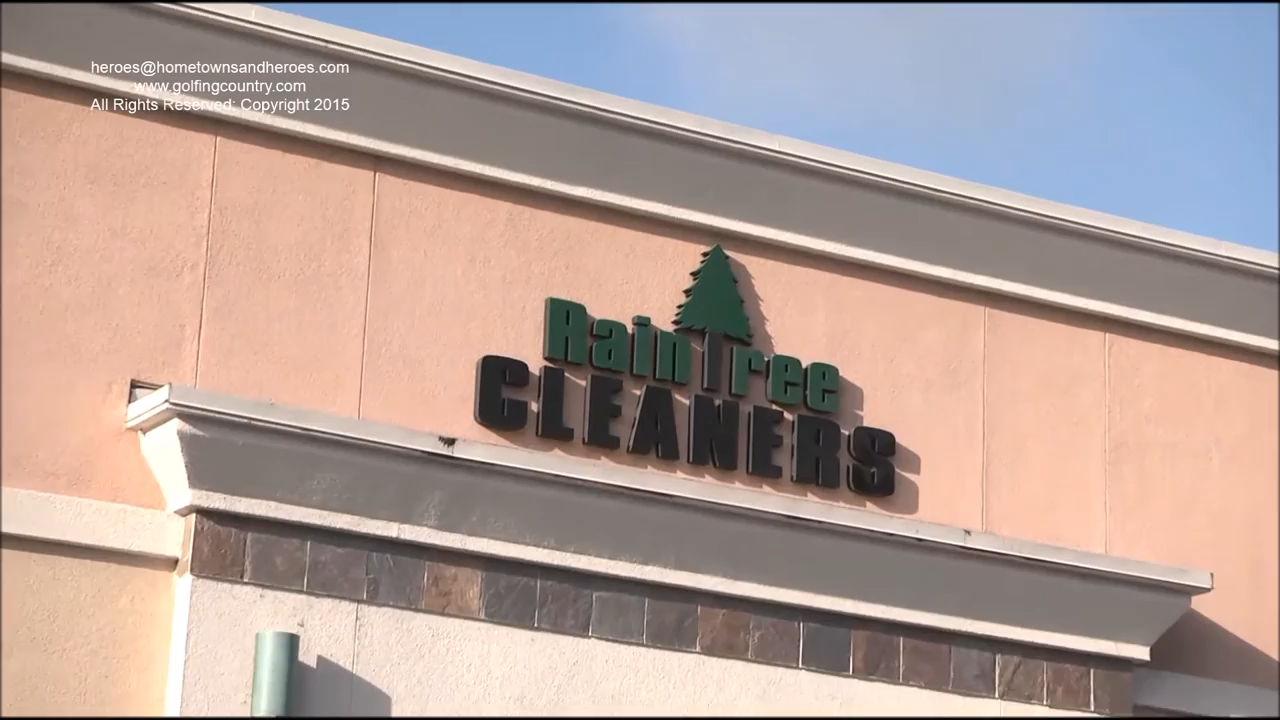 heroes@hometownsandheroes.com
www.golfingcountry.com
All Rights Reserved; Copyright 2015
RainTree
CLEANERS